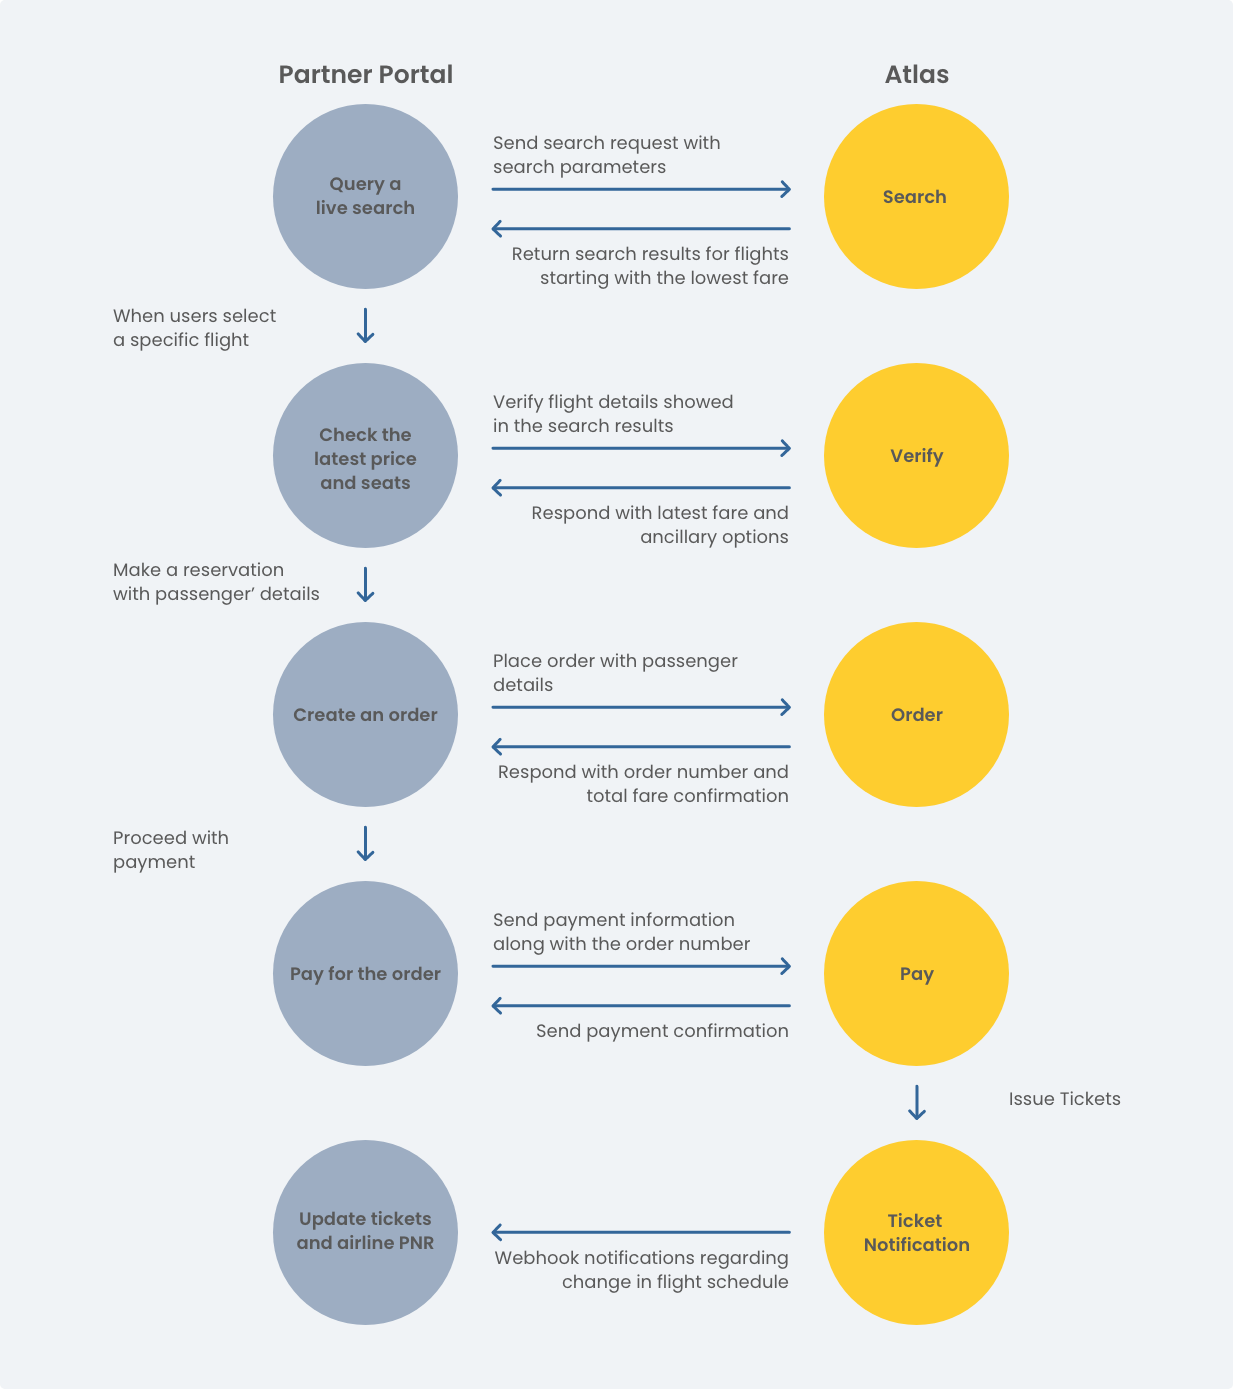 Partner Portal
Atlas
Query a
live search
Send search request with
search parameters
Search
Return search results for flights
starting with the lowest fare
When users select
a specific flight
Check the
latest price
and seats
Verify flight details showed
in the search results
Verify
Respond with latest fare and
ancillary options
Make a reservation
with passenger’ details
Create an order
Place order with passenger
details
Order
Respond with order number and
total fare confirmation
Proceed with
payment
Pay for the order
Send payment information
along with the order number
Pay
Send payment confirmation
Issue Tickets
Update tickets
and airline PNR
Ticket
Notification
Webhook notifications regarding
change in flight schedule